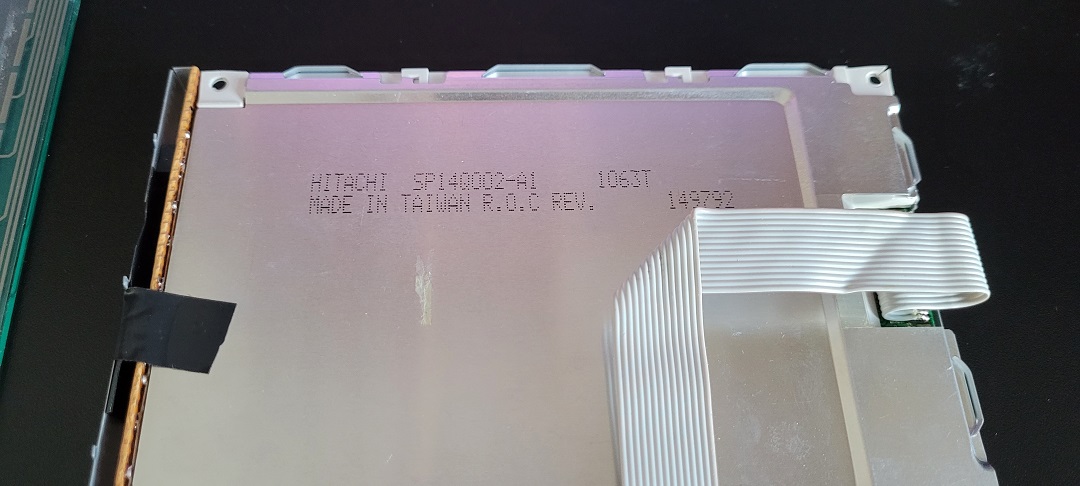 HITACHI SP14Q002-A1 1063T
MADE IN TAIWAN R.O.C REV. 149792